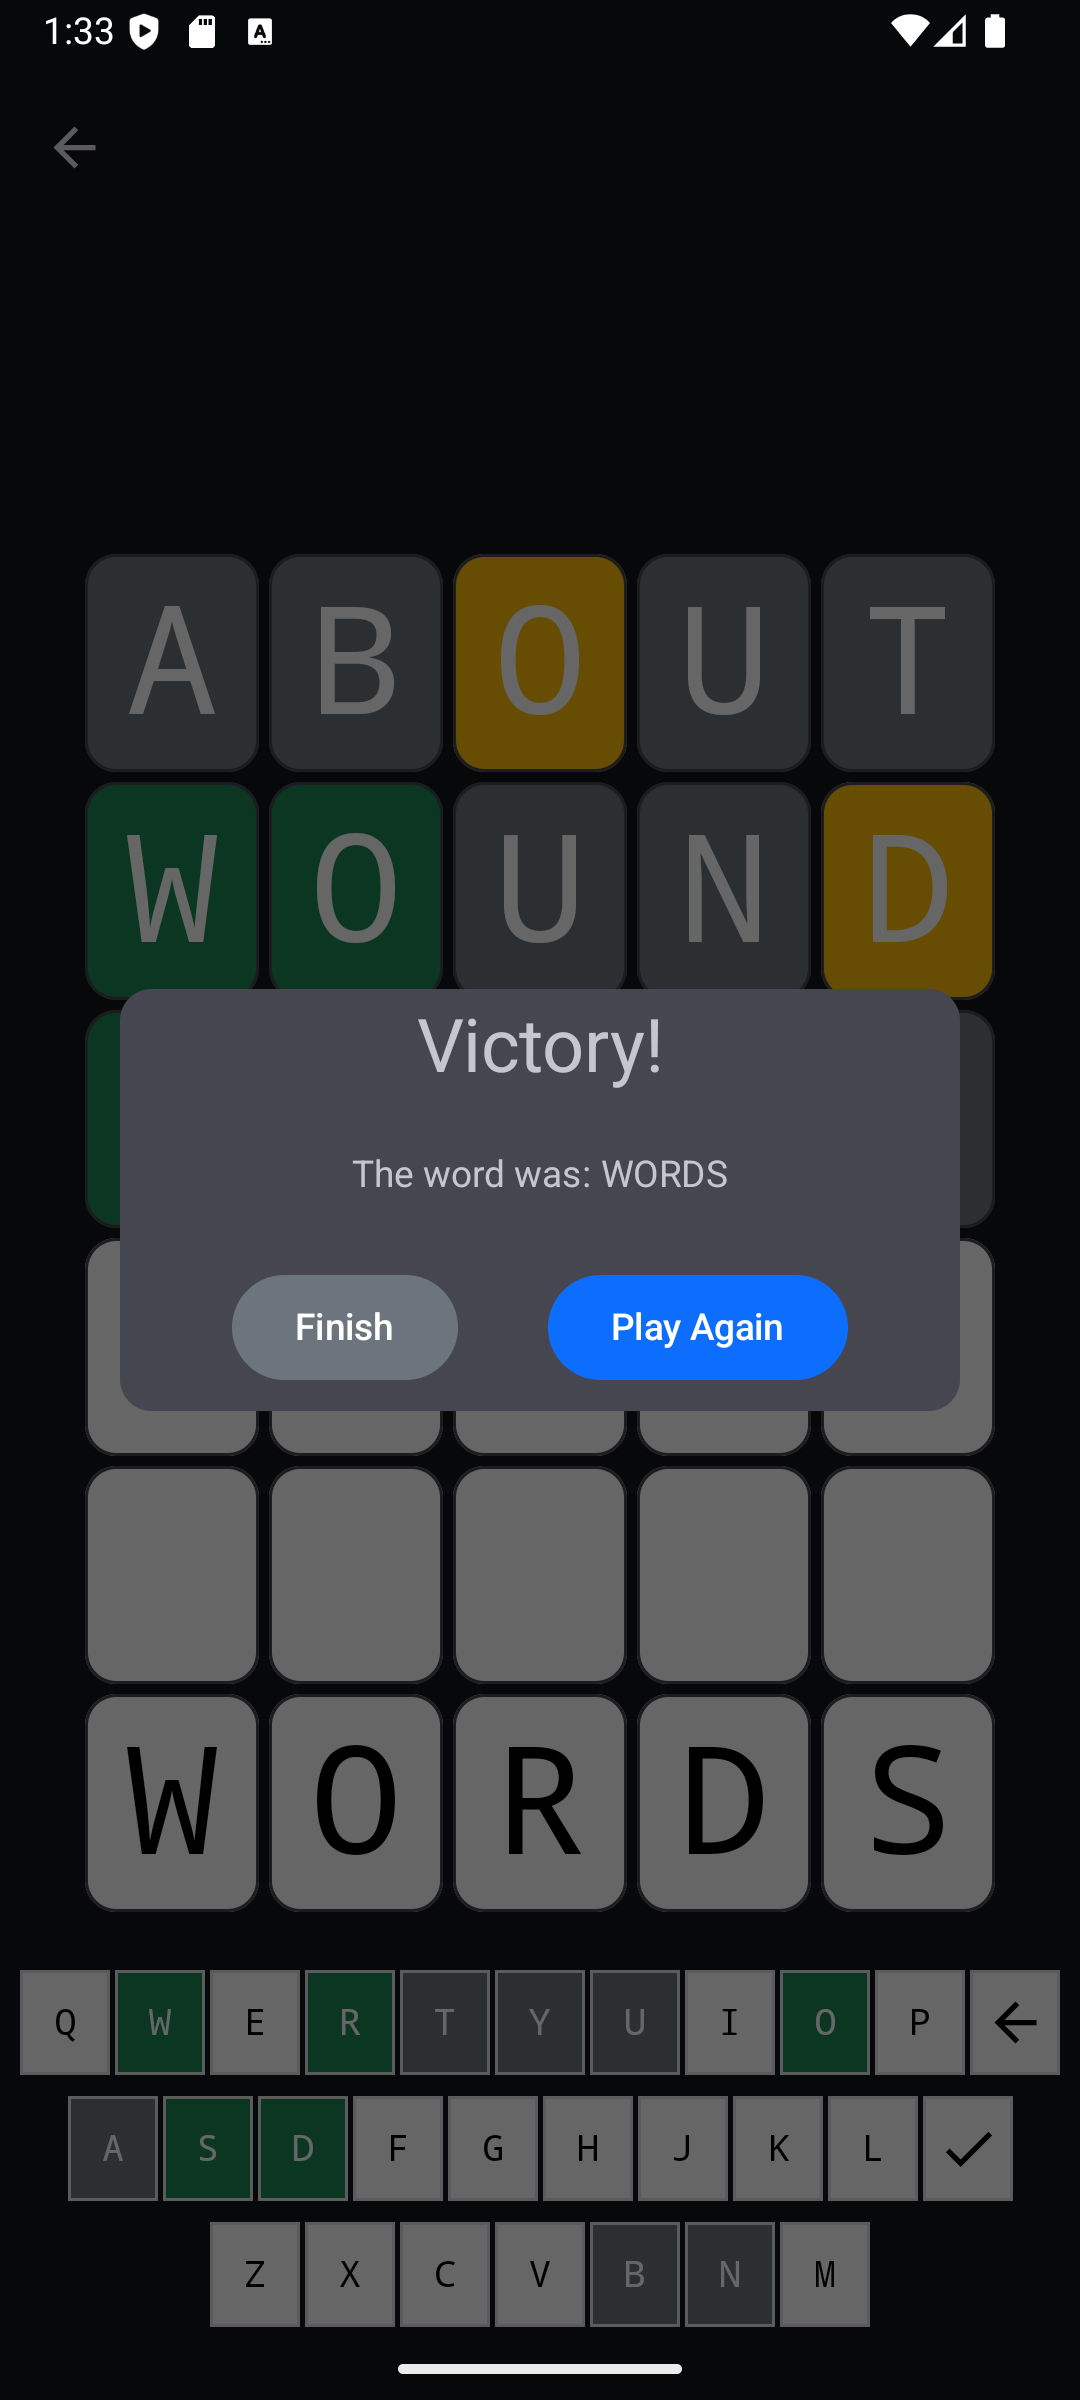 1:33
A B O U T
W O U N D
Victory!
The word was: WORDS
Finish Play Again
W O R D S
Q W E R T Y U I O P
A S D F G H J K L
Z X C V B N M